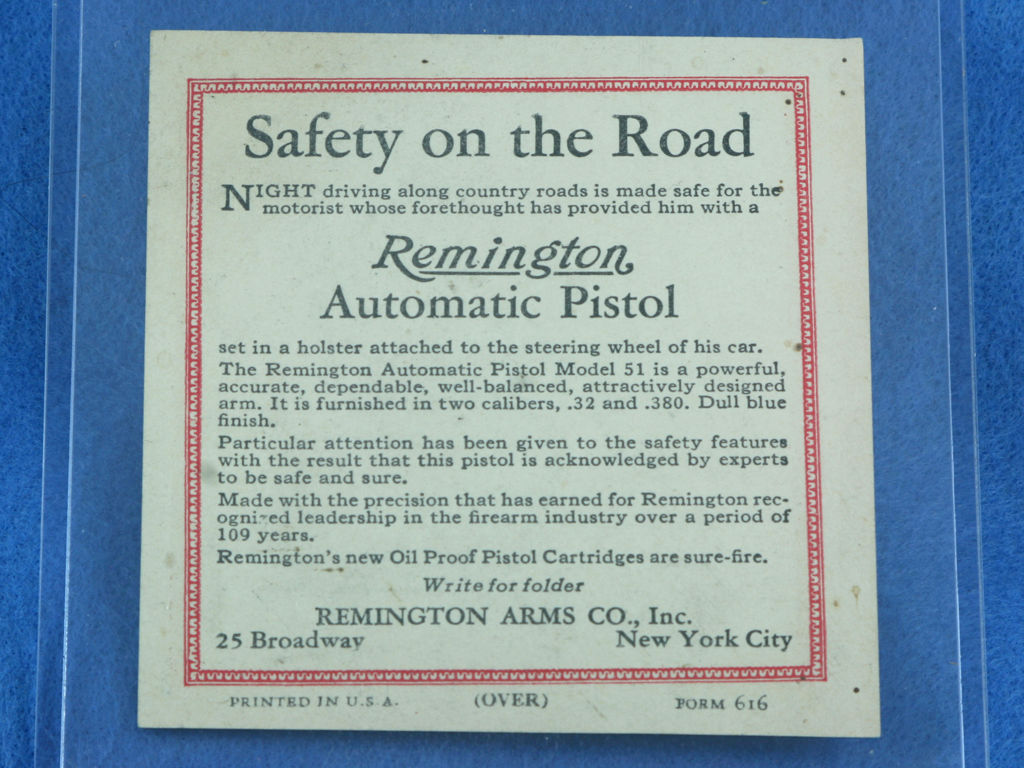 Safety on the Road
NIGHT driving along country roads is made safe for the
motorist whose forethought has provided him with a
Remington
Automatic Pistol
set in a holster attached to the steering wheel of his car.
The Remington Automatic Pistol Model 51 is a powerful,
accurate, dependable, well-balanced, attractively designed
arm. It is furnished in two calibers, .32 and .380. Dull blue
finish.
Particular attention has been given to the safety features
with the result that this pistol is acknowledged by experts
to be safe and sure.
Made with the precision that has earned for Remington rec-
ognized leadership in the firearm industry over a period of
109 years.
Remington's new Oil Proof Pistol Cartridges are sure-fire.
Write for folder
REMINGTON ARMS CO., Inc.
25 Broadway New York City
PRINTED IN U.S.A. (OVER) FORM 616